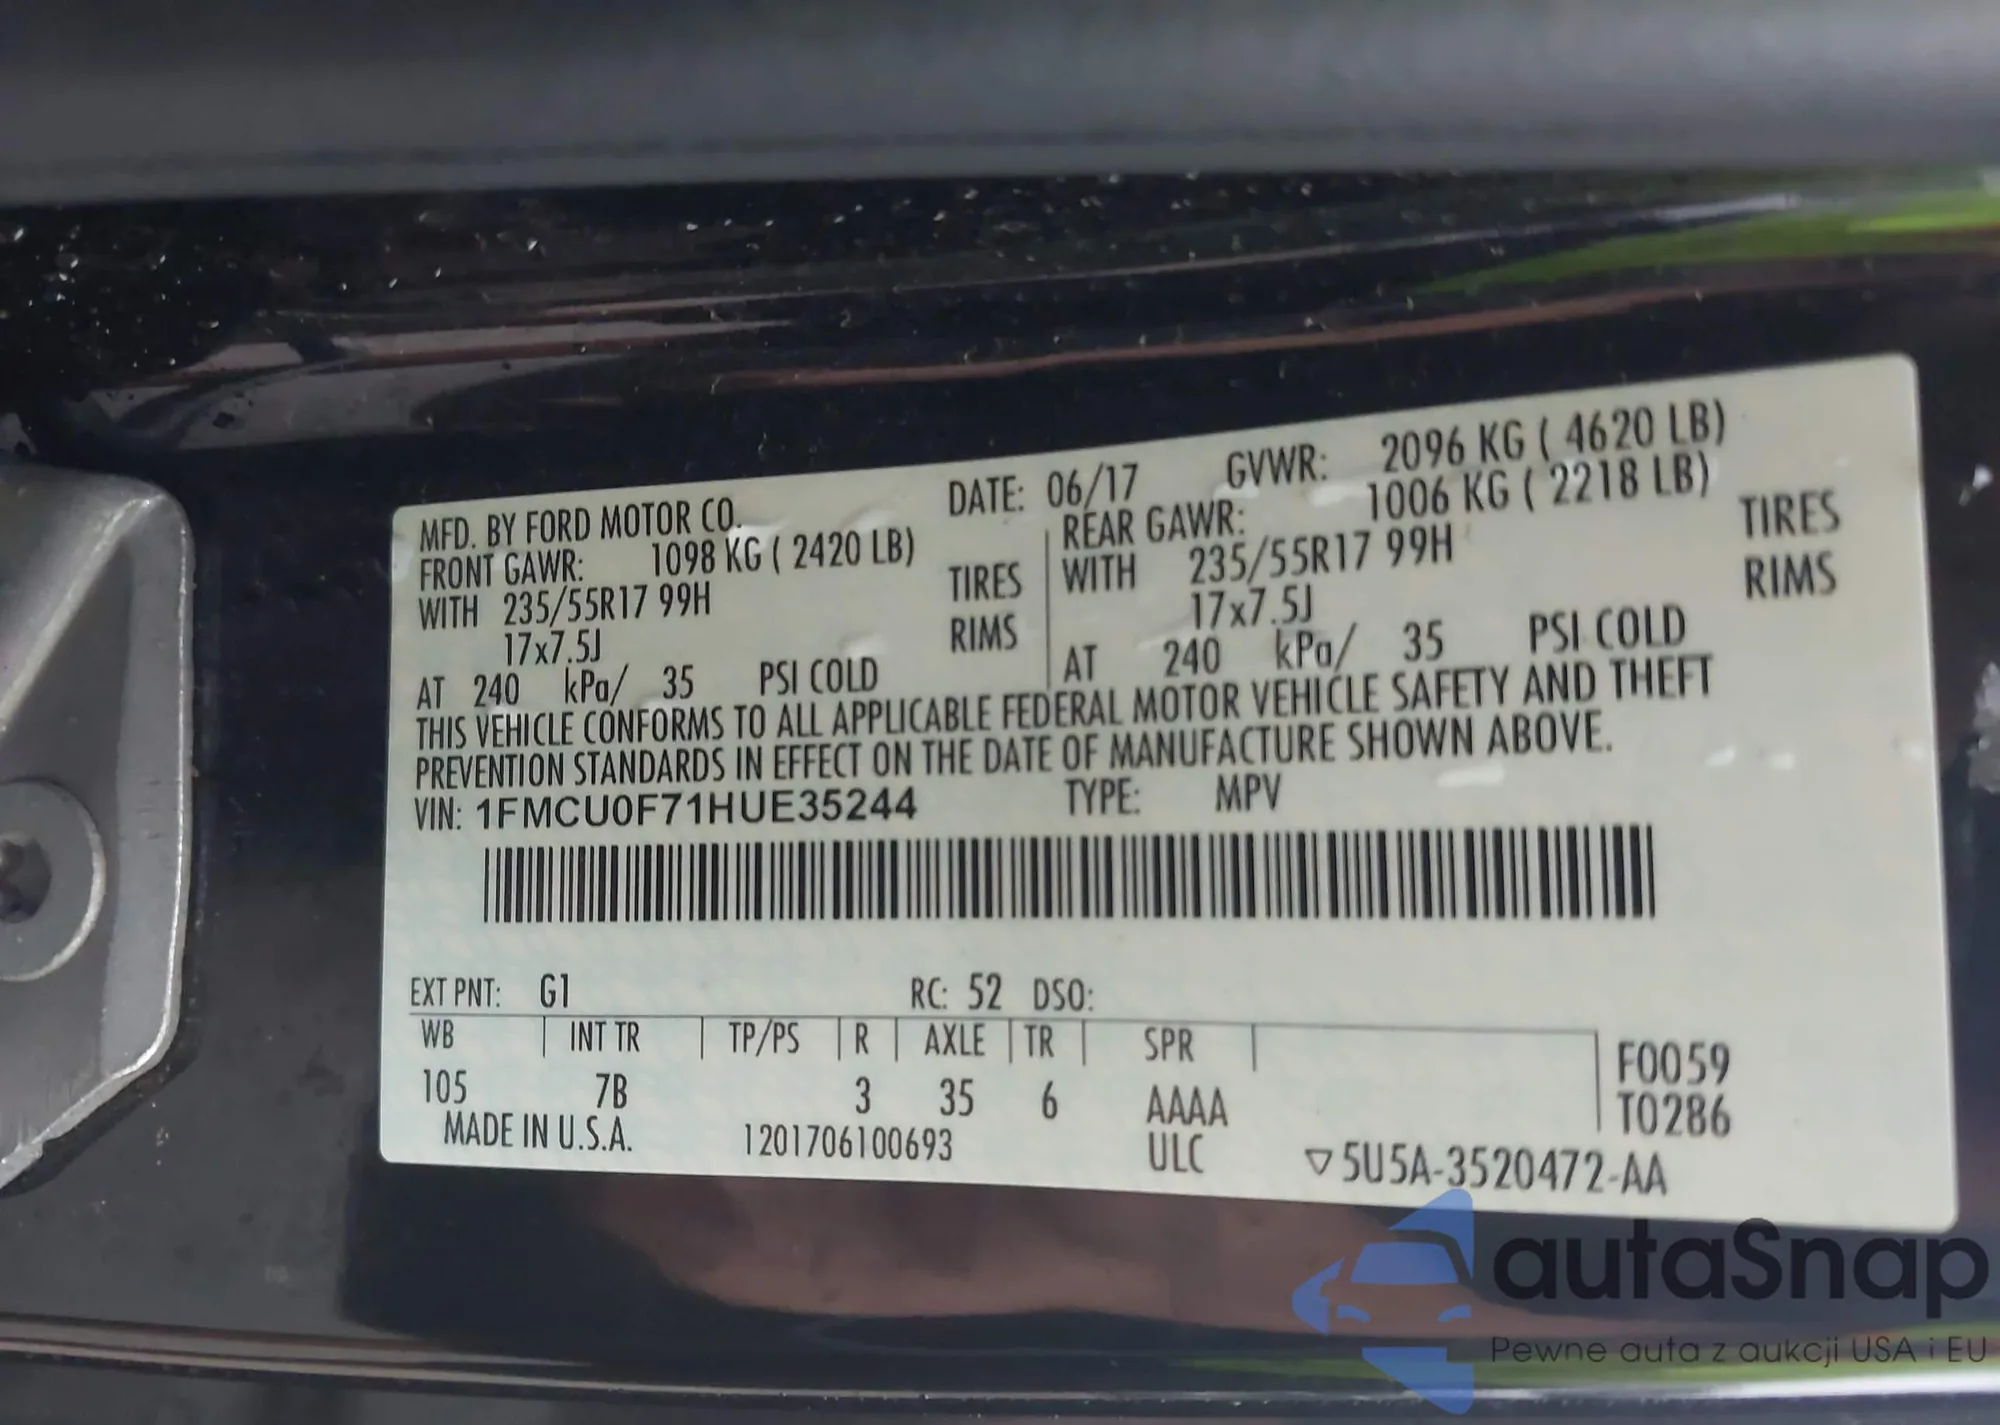 MFD. BY FORD MOTOR CO. DATE: 06/17 GVWR: 2096 KG ( 4620 LB)
FRONT GAWR: 1098 KG ( 2420 LB) REAR GAWR: 1006 KG ( 2218 LB)
WITH 235/55R17 99H TIRES WITH 235/55R17 99H TIRES
17x7.5J RIMS 17x7.5J RIMS
AT 240 kPa/ 35 PSI COLD AT 240 kPa/ 35 PSI COLD
THIS VEHICLE CONFORMS TO ALL APPLICABLE FEDERAL MOTOR VEHICLE SAFETY AND THEFT
PREVENTION STANDARDS IN EFFECT ON THE DATE OF MANUFACTURE SHOWN ABOVE.
VIN: 1FMCU0F71HUE35244 TYPE: MPV
EXT PNT: G1 RC: 52 DSO:
WB INT TR TP/PS R AXLE TR SPR F0059
105 7B 3 35 6 AAAA T0286
MADE IN U.S.A. 1201706100693 ULC ▽5U5A-3520472-AA
autaSnap
Pewne auta z aukcji USA i EU